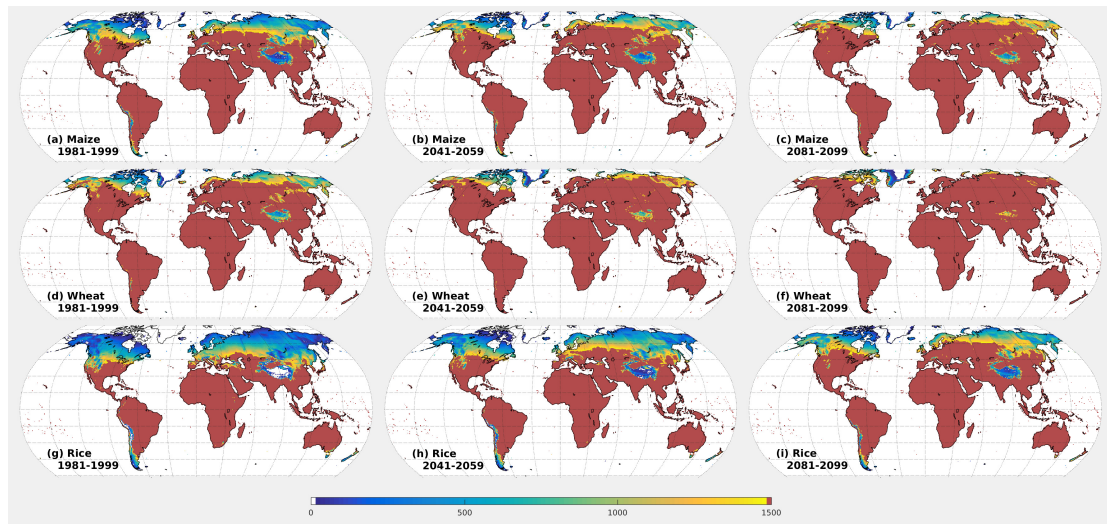 (a) Maize
1981-1999
(b) Maize
2041-2059
(c) Maize
2081-2099
(d) Wheat
1981-1999
(e) Wheat
2041-2059
(f) Wheat
2081-2099
(g) Rice
1981-1999
(h) Rice
2041-2059
(i) Rice
2081-2099
0 500 1000 1500